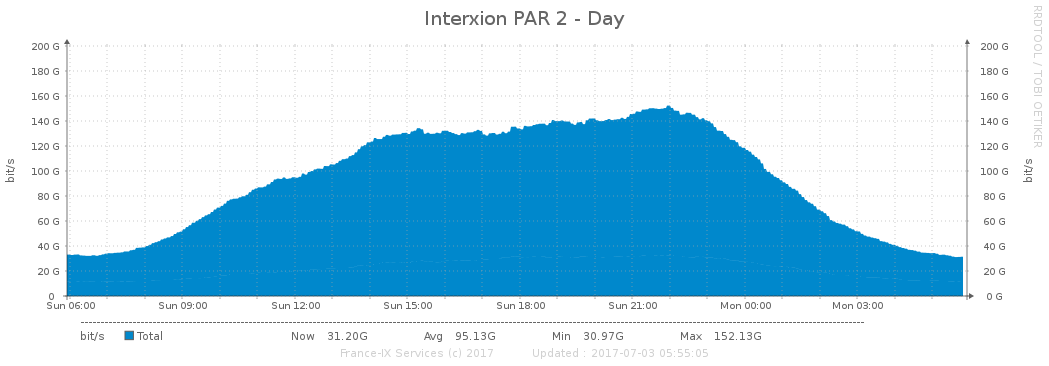 Interxion PAR 2 - Day
RRDTOOL / TOBI OETIKER
200 G 200 G
180 G 180 G
160 G 160 G
140 G 140 G
120 G 120 G
100 G 100 G
80 G 80 G
60 G 60 G
40 G 40 G
20 G 20 G
0 0 G
bit/s bit/s
Sun 06:00 Sun 09:00 Sun 12:00 Sun 15:00 Sun 18:00 Sun 21:00 Mon 00:00 Mon 03:00
bit/s Total Now 31.20G Avg 95.13G Min 30.97G Max 152.13G
France-IX Services (c) 2017 Updated : 2017-07-03 05:55:05